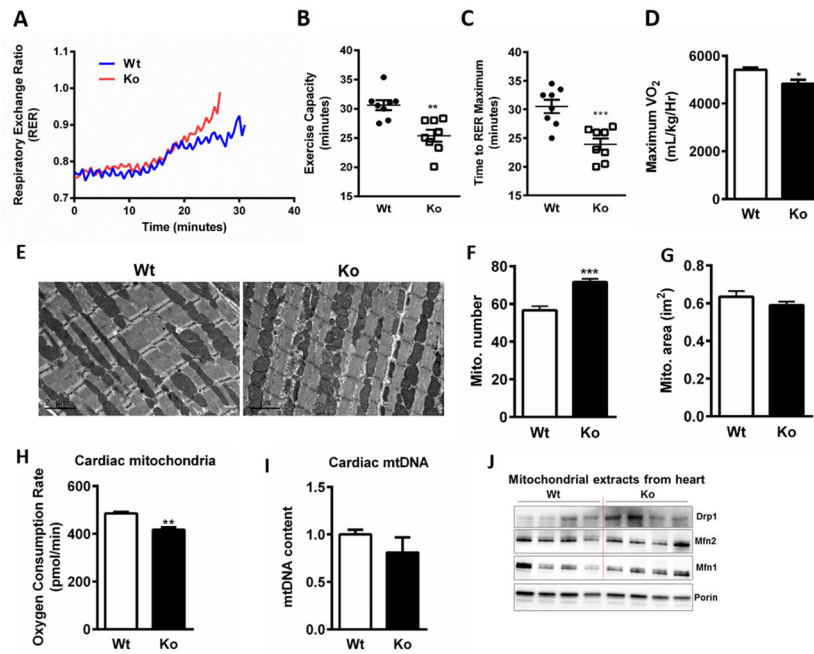 A
Respiratory Exchange Ratio
(RER)
1.1
1.0
0.9
0.8
0.7
Wt
Ko
0
10
20
30
40
Time (minutes)
B
Exercise Capacity
(minutes)
40
35
30
25
20
15
**
Wt
Ko
C
Time to RER Maximum
(minutes)
40
35
30
25
20
15
***
Wt
Ko
D
Maximum VO2
(mL/kg/Hr)
6000
4000
2000
0
*
Wt
Ko
E
Wt
Ko
F
Mito. number
80
60
40
20
0
***
Wt
Ko
G
Mito. area (im2)
0.8
0.6
0.4
0.2
0.0
Wt
Ko
H
Cardiac mitochondria
Oxygen Consumption Rate
(pmol/min)
600
400
200
0
**
Wt
Ko
I
Cardiac mtDNA
mtDNA content
1.5
1.0
0.5
0.0
Wt
Ko
J
Mitochondrial extracts from heart
Wt
Ko
Drp1
Mfn2
Mfn1
Porin